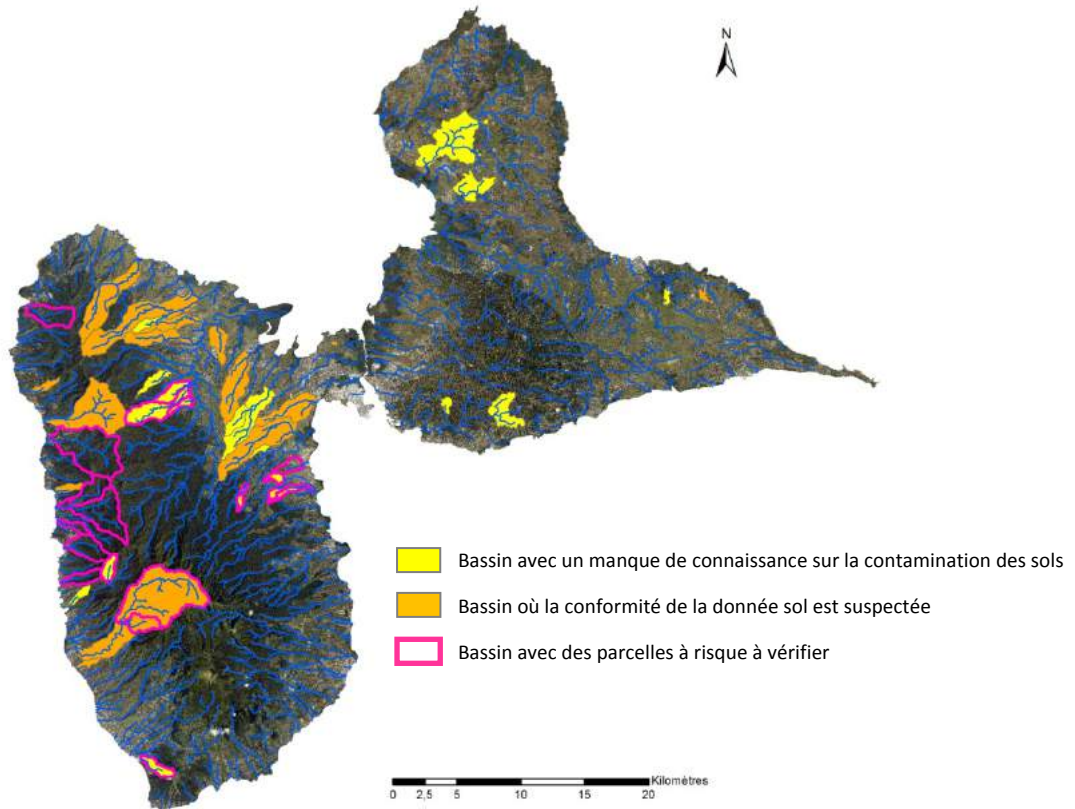 N
Bassin avec un manque de connaissance sur la contamination des sols
Bassin où la conformité de la donnée sol est suspectée
Bassin avec des parcelles à risque à vérifier
Kilomètres
0 2,5 5 10 15 20